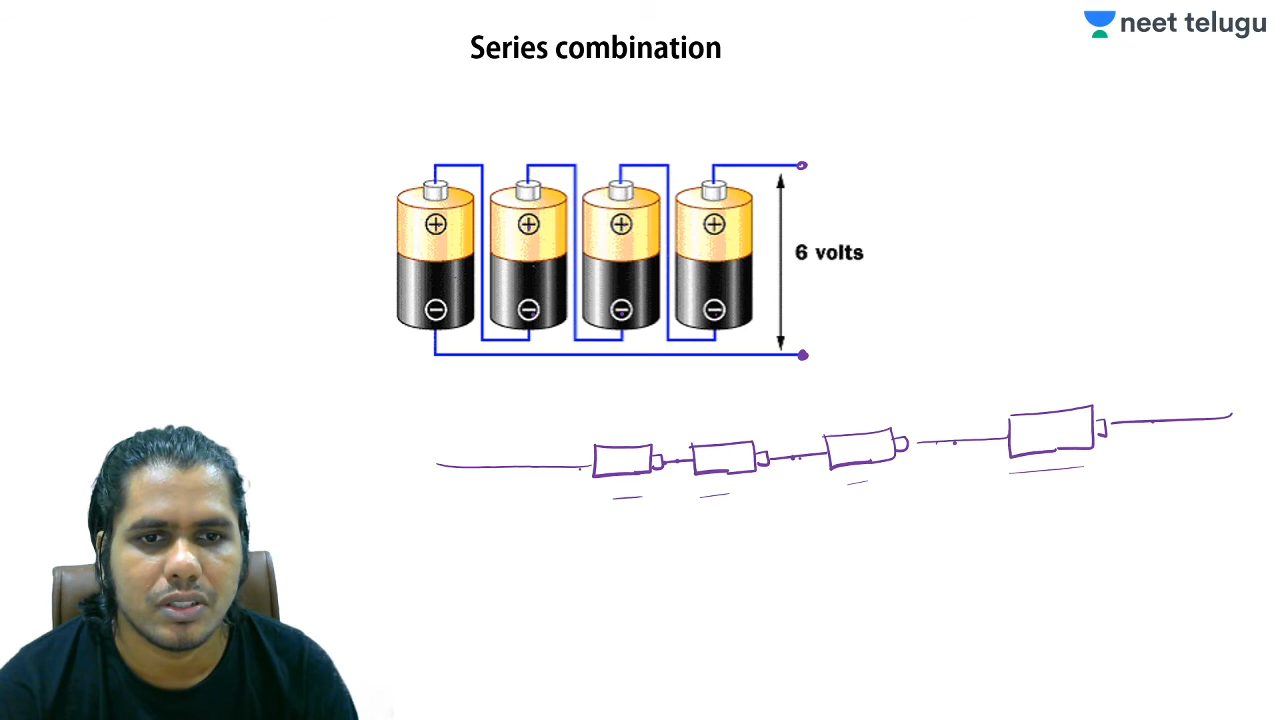 neet telugu
Series combination
+ + + +
6 volts
− − − −